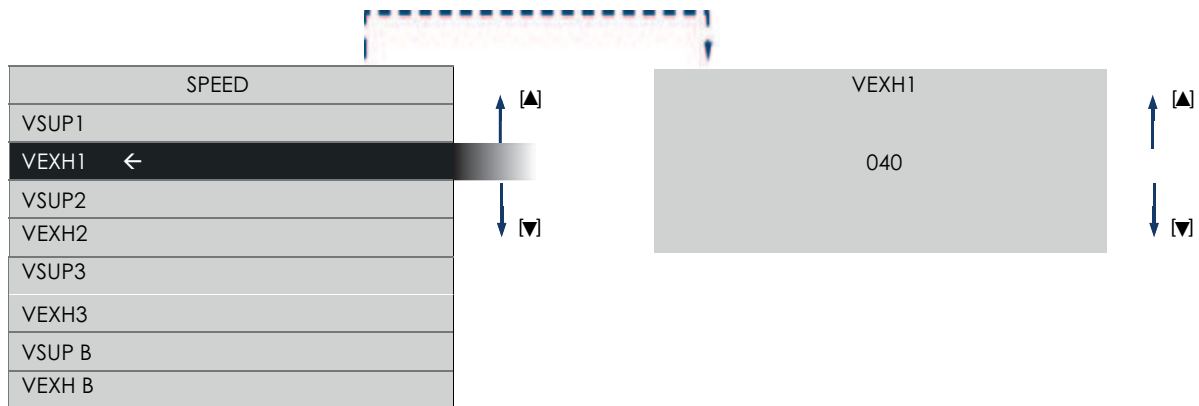 SPEED
VSUP1
VEXH1 ←
VSUP2
VEXH2
VSUP3
VEXH3
VSUP B
VEXH B
[▲]
[▼]
VEXH1
040
[▲]
[▼]